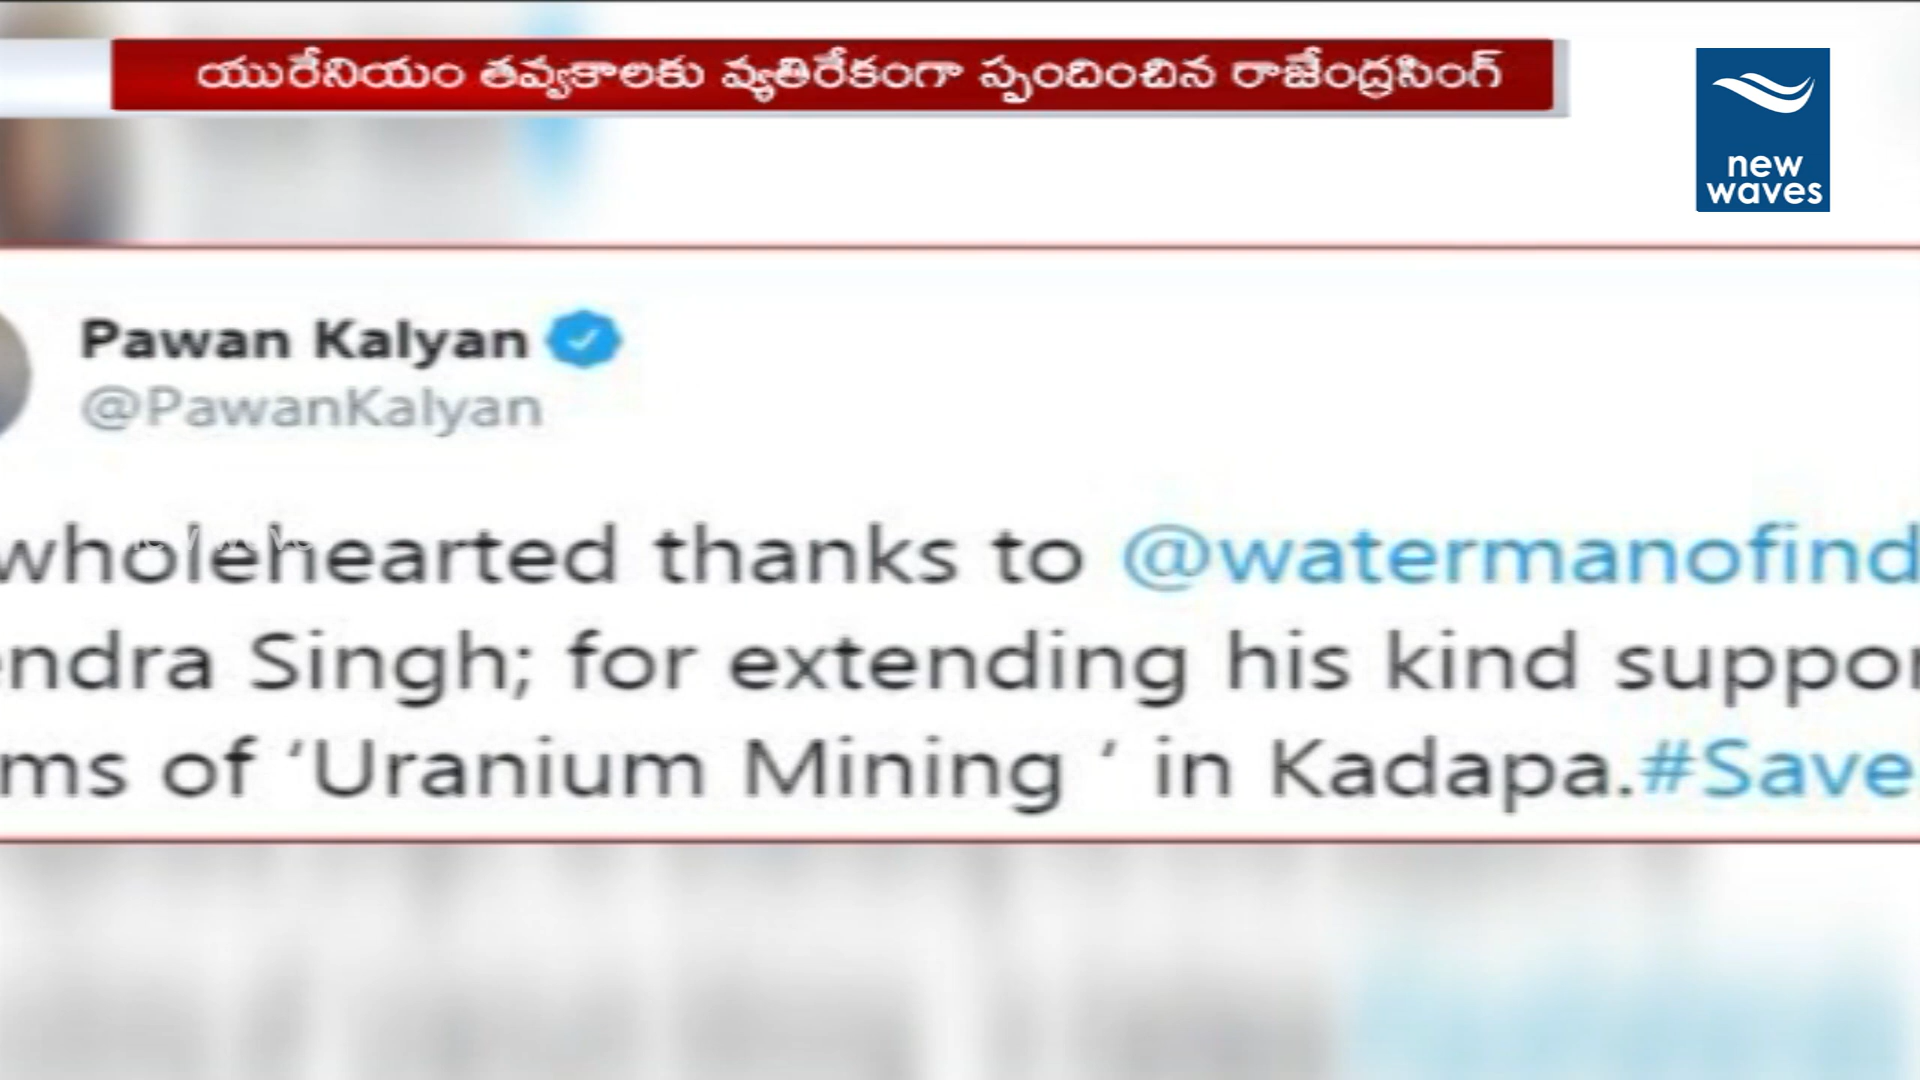 యురేనియం తవ్వకాలకు వ్యతిరేకంగా స్పందించిన రాజేంద్రసింగ్
new
waves
Pawan Kalyan
@PawanKalyan
wholehearted thanks to @watermanofind
endra Singh; for extending his kind suppor
ms of ‘Uranium Mining ‘ in Kadapa.#Save